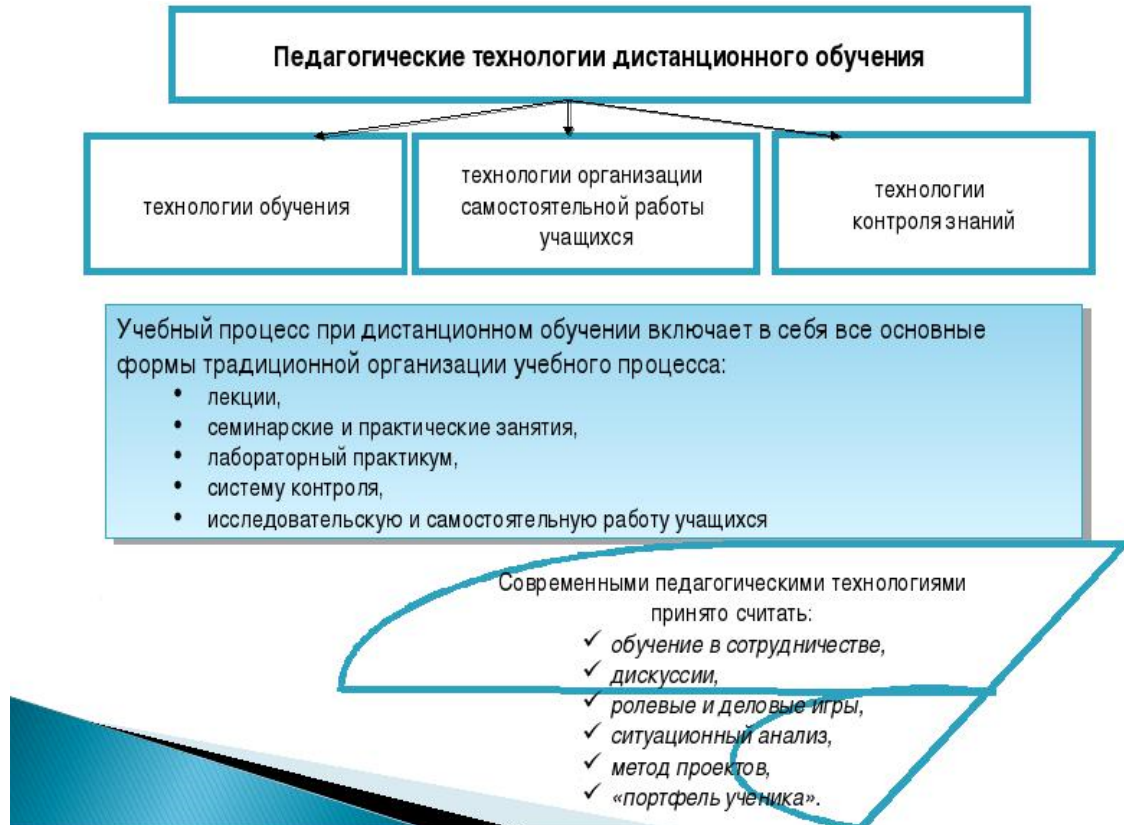 Педагогические технологии дистанционного обучения
технологии обучения
технологии организации
самостоятельной работы
учащихся
технологии
контроля знаний
Учебный процесс при дистанционном обучении включает в себя все основные
формы традиционной организации учебного процесса:
• лекции,
• семинарские и практические занятия,
• лабораторный практикум,
• систему контроля,
• исследовательскую и самостоятельную работу учащихся
Современными педагогическими технологиями
принято считать:
✓ обучение в сотрудничестве,
✓ дискуссии,
✓ ролевые и деловые игры,
✓ ситуационный анализ,
✓ метод проектов,
✓ «портфель ученика».